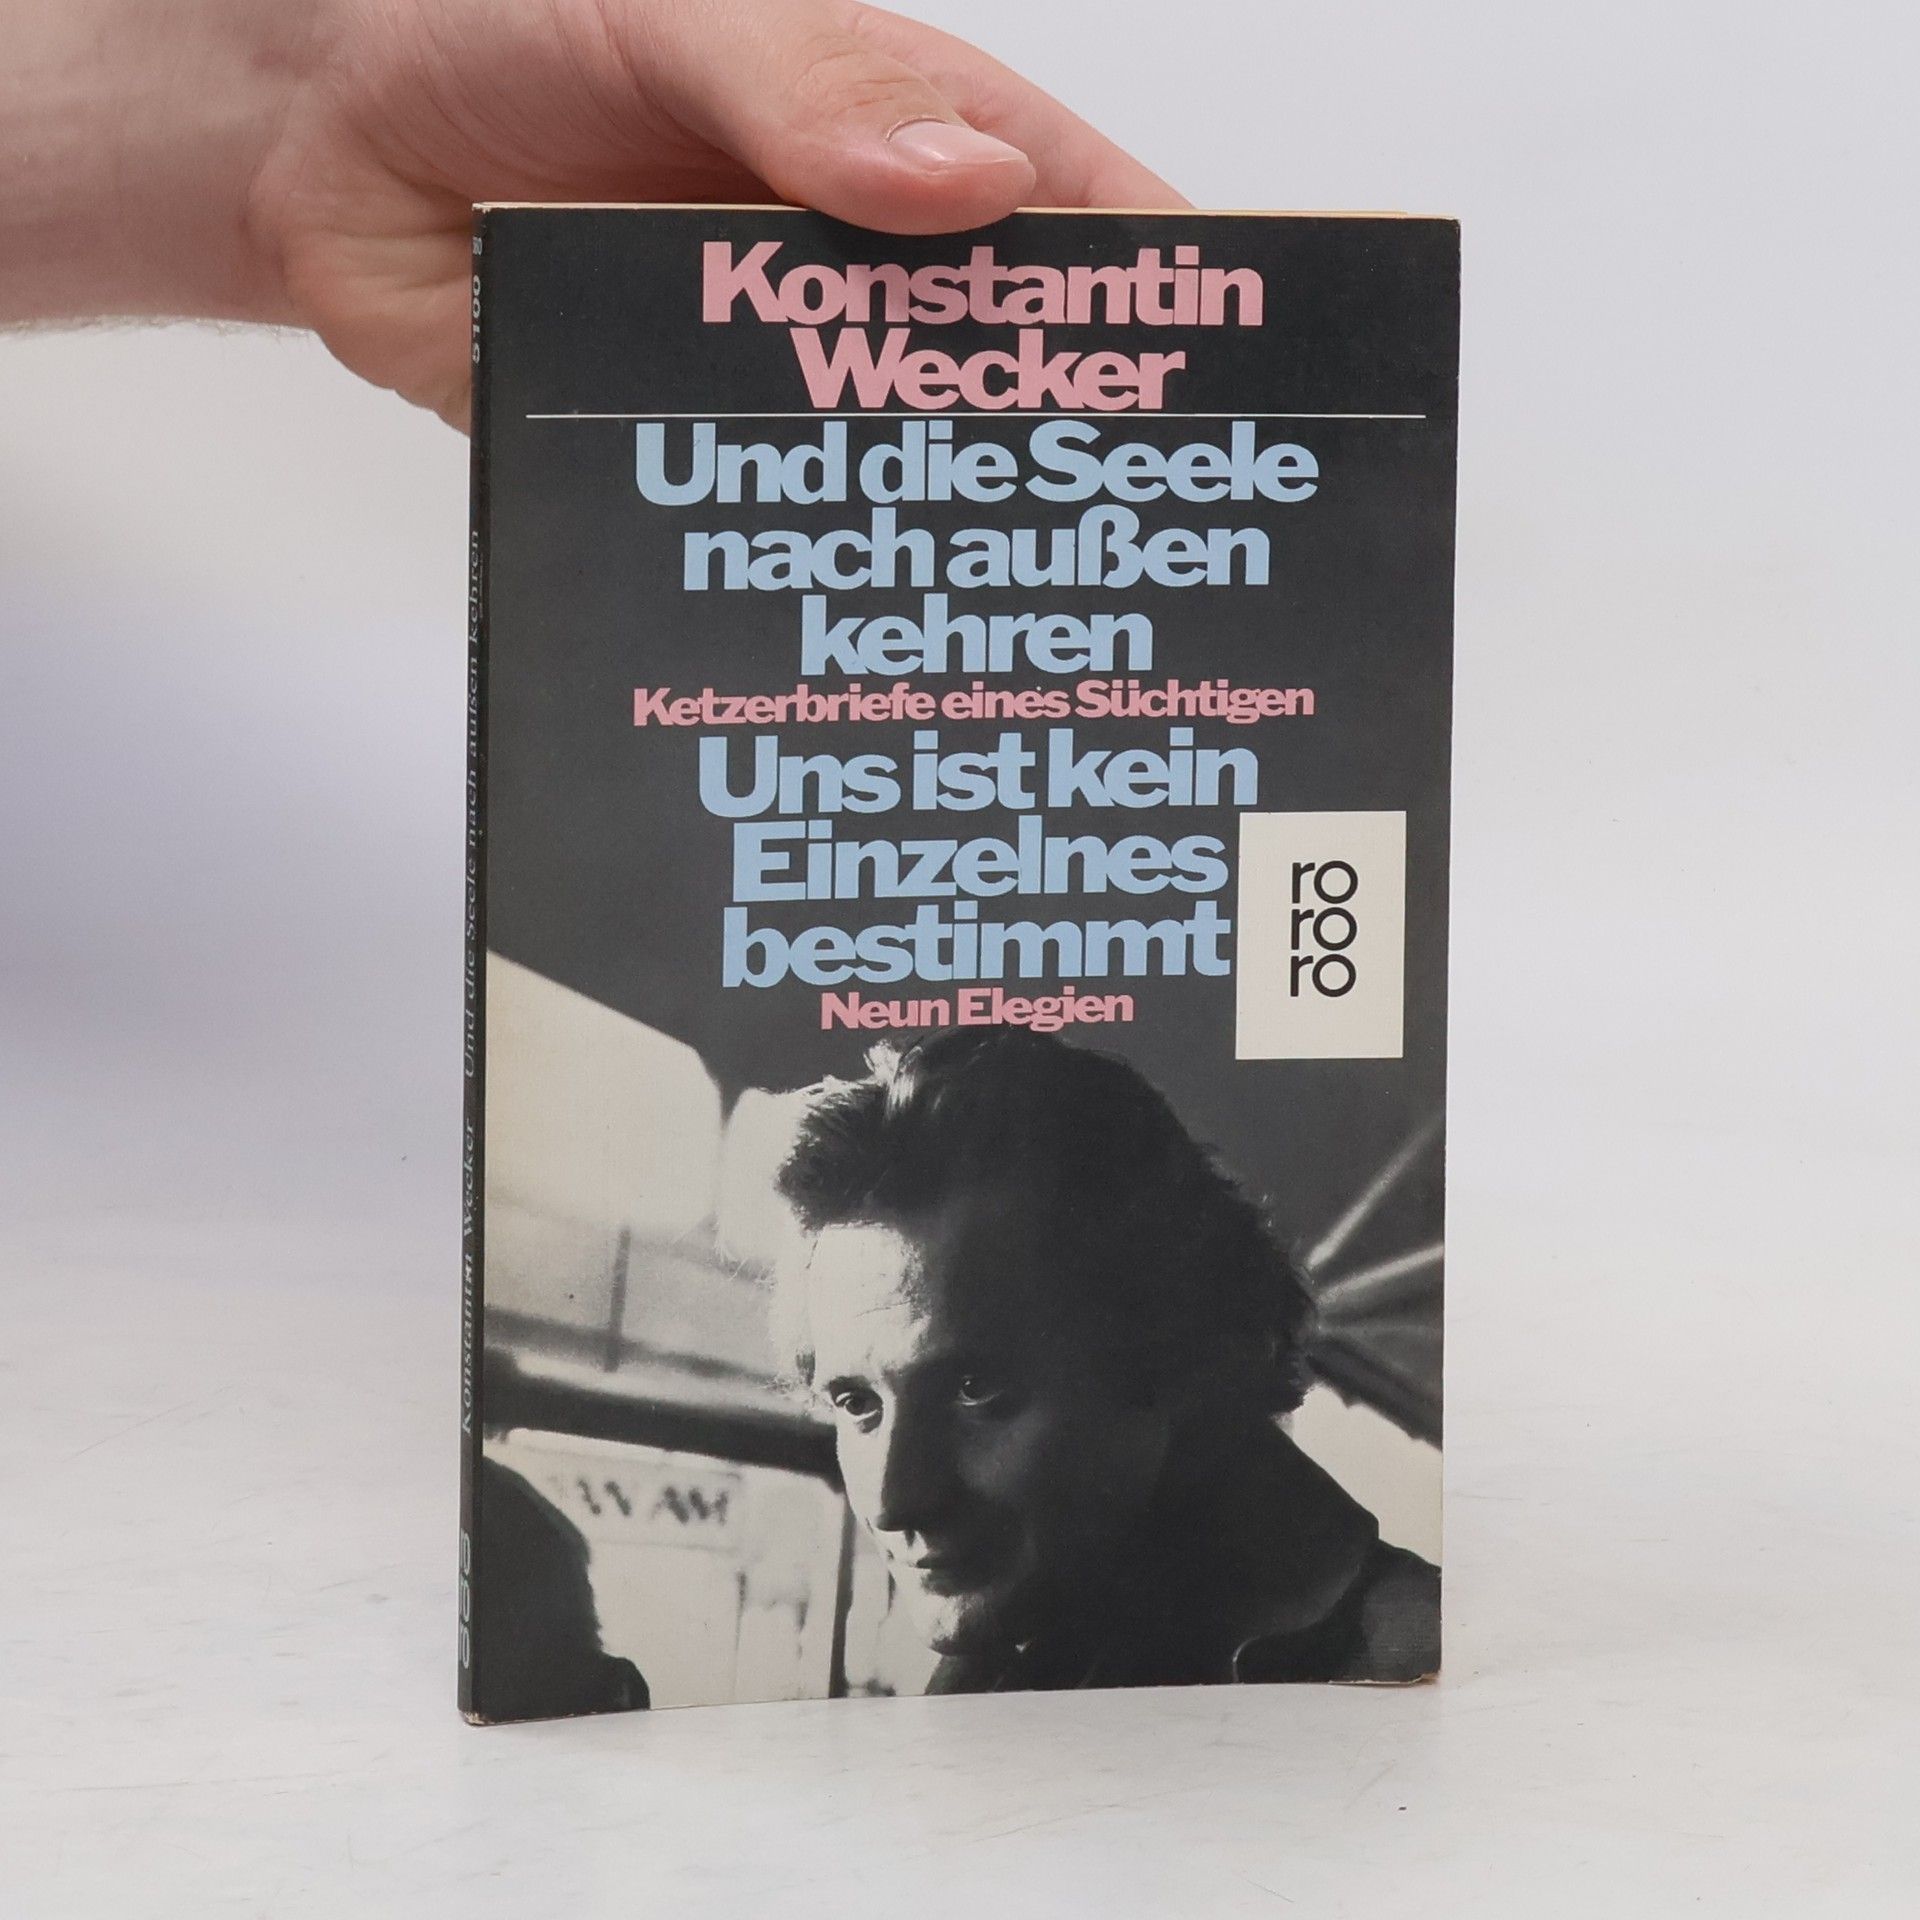 Konstantin
Wecker
Und die Seele
nach außen
kehren
Ketzerbriefe eines Süchtigen
Uns ist kein
Einzelnes
bestimmt
Neun Elegien
ro
ro
ro
Konstantin Wecker Und die Seele nach außen kehren
5100
rororo